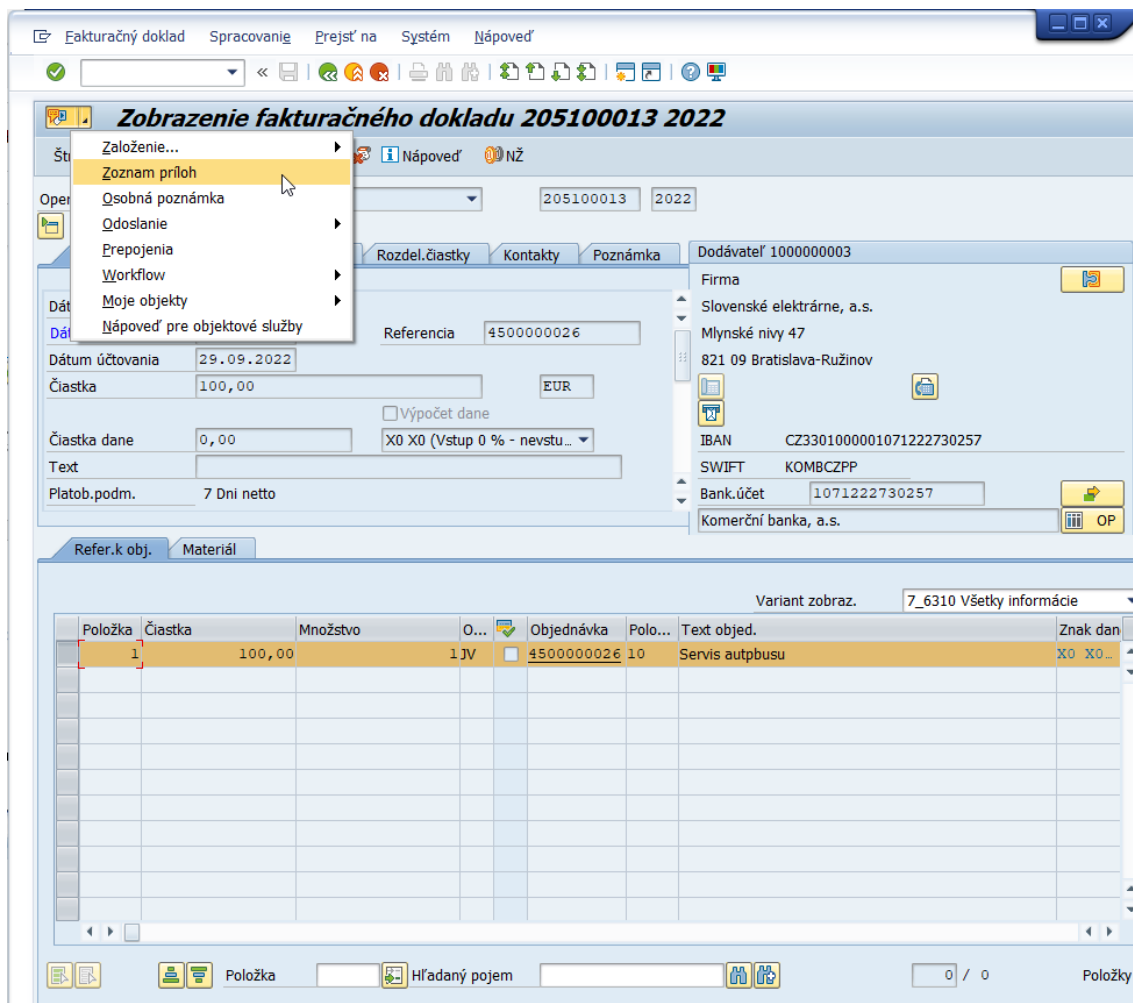 Fakturačný doklad Spracovanie Prejsť na Systém Nápoveď
Zobrazenie fakturačného dokladu 205100013 2022
Nápoveď NŽ
Založenie...
Zoznam príloh
Osobná poznámka
Odoslanie
Prepojenia
Workflow
Moje objekty
Nápoveď pre objektové služby
205100013 2022
Rozdel.čiastky Kontakty Poznámka
Referencia 4500000026
Dátum účtovania 29.09.2022
Čiastka 100,00 EUR
Výpočet dane
Čiastka dane 0,00 X0 X0 (Vstup 0 % - nevstu...
Text
Platob.podm. 7 Dni netto
Dodávateľ 1000000003
Firma
Slovenské elektrárne, a.s.
Mlynské nivy 47
821 09 Bratislava-Ružinov
IBAN CZ3301000001071222730257
SWIFT KOMBCZPP
Bank.účet 1071222730257
Komerční banka, a.s. OP
Refer.k obj. Materiál
Variant zobraz. 7_6310 Všetky informácie
Položka Čiastka Množstvo O... Objednávka Polo... Text objed. Znak dan
1 100,00 1 JV 4500000026 10 Servis autpbusu X0 X0...
Položka Hľadaný pojem 0 / 0 Položky